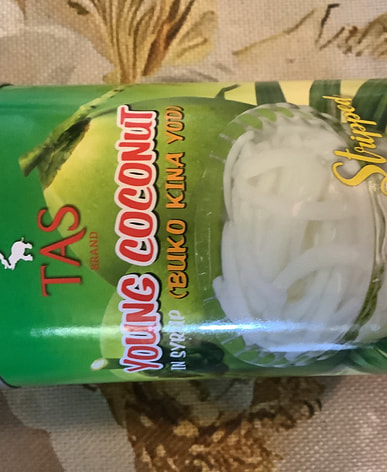 TAS
BRAND
YOUNG COCONUT
IN SYRUP
(BUKO KINA YOD)
Stripped